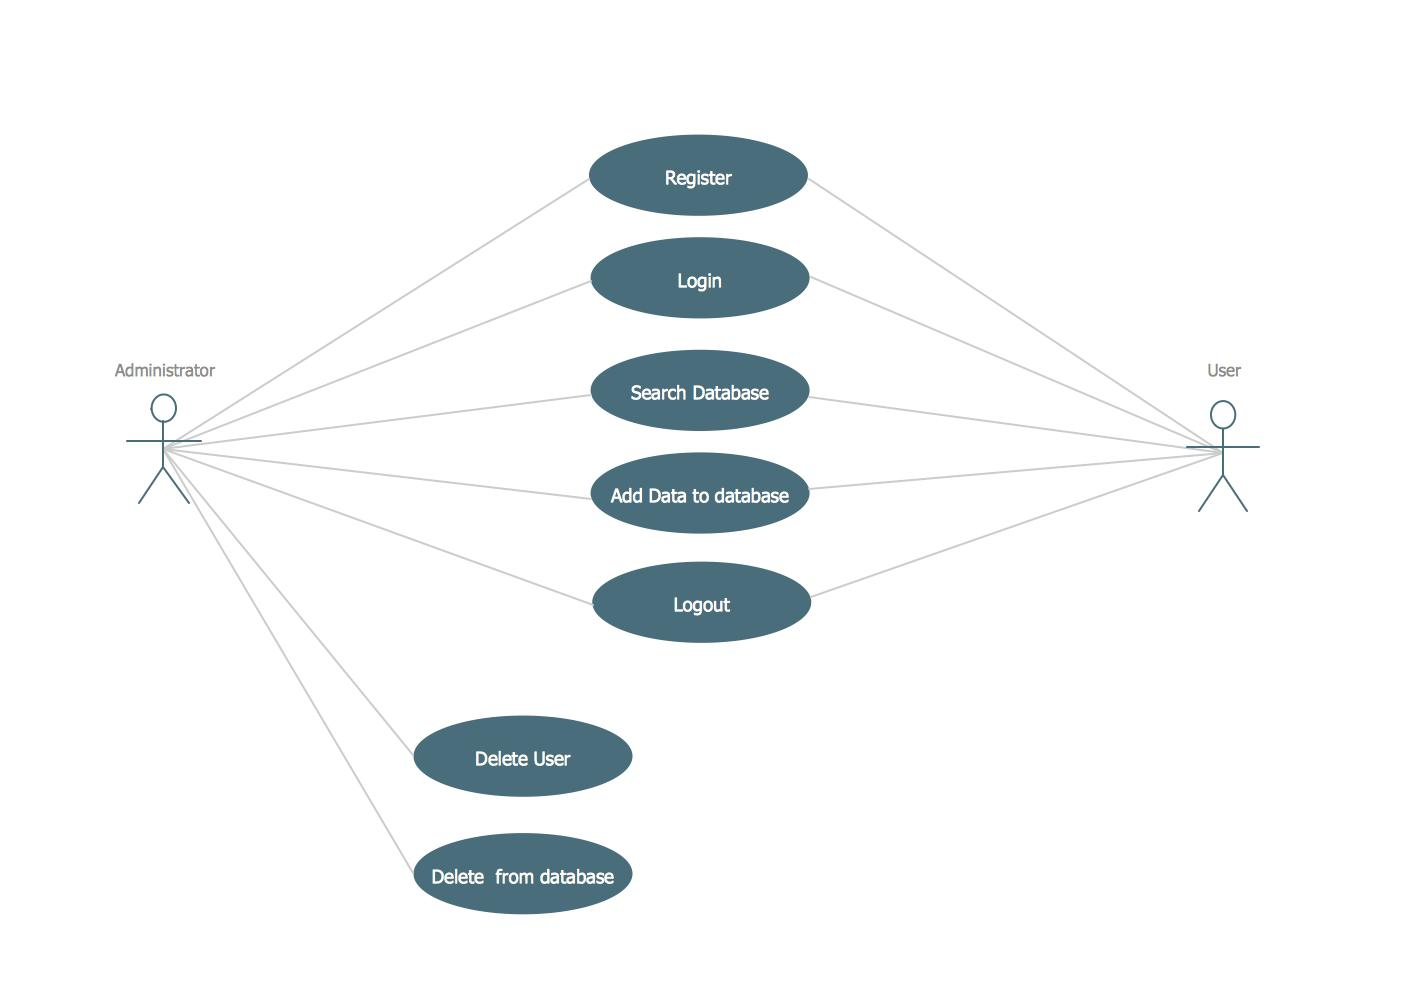 Register
Login
Administrator
User
Search Database
Add Data to database
Logout
Delete User
Delete  from database